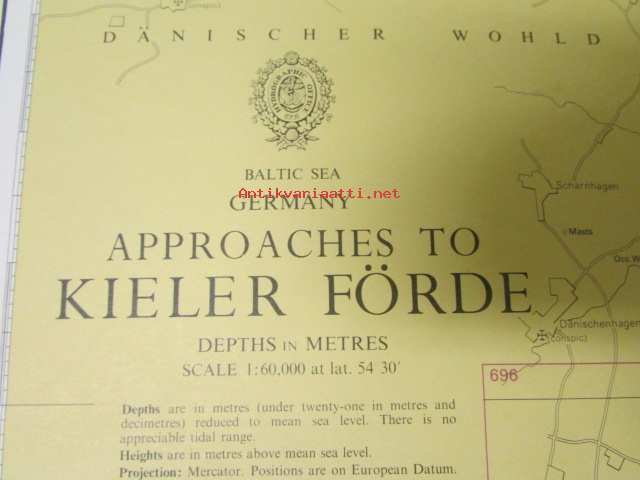 (conspic)
DÄNISCHER WOHLD
HYDROGRAPHIC OFFICE
BALTIC SEA
Antikvariaatti.net
GERMANY
APPROACHES TO
KIELER FÖRDE
DEPTHS IN METRES
SCALE 1:60,000 at lat. 54 30′
Scharnhagen
Masts
Dänischenhagen
(conspic)
696
Depths are in metres (under twenty-one in metres and
decimetres) reduced to mean sea level. There is no
appreciable tidal range.
Heights are in metres above mean sea level.
Projection: Mercator. Positions are on European Datum.